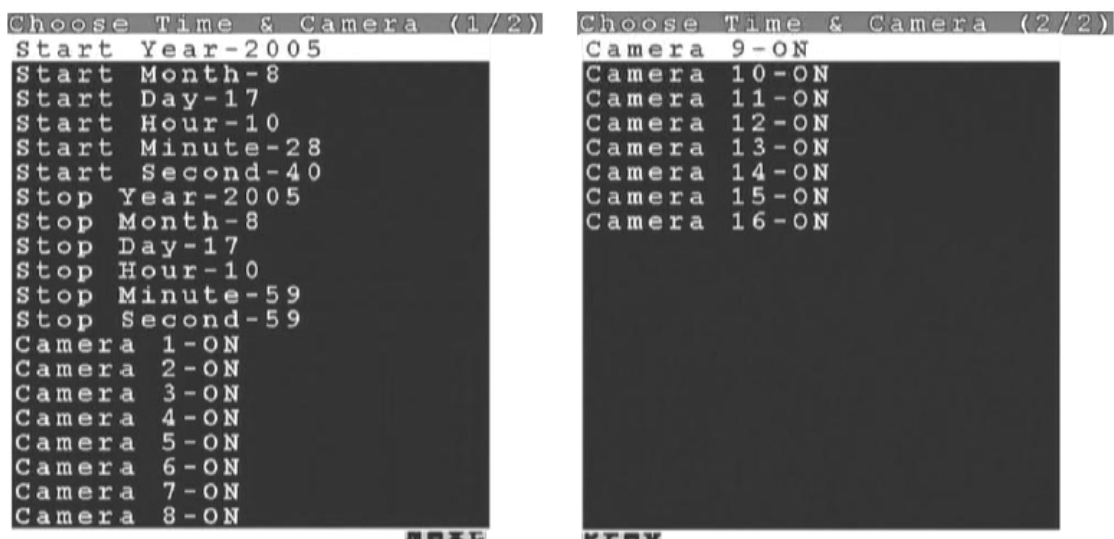 Choose Time & Camera (1/2)
Start Year-2005
Start Month-8
Start Day-17
Start Hour-10
Start Minute-28
Start Second-40
Stop Year-2005
Stop Month-8
Stop Day-17
Stop Hour-10
Stop Minute-59
Stop Second-59
Camera 1-ON
Camera 2-ON
Camera 3-ON
Camera 4-ON
Camera 5-ON
Camera 6-ON
Camera 7-ON
Camera 8-ON
Choose Time & Camera (2/2)
Camera 9-ON
Camera 10-ON
Camera 11-ON
Camera 12-ON
Camera 13-ON
Camera 14-ON
Camera 15-ON
Camera 16-ON